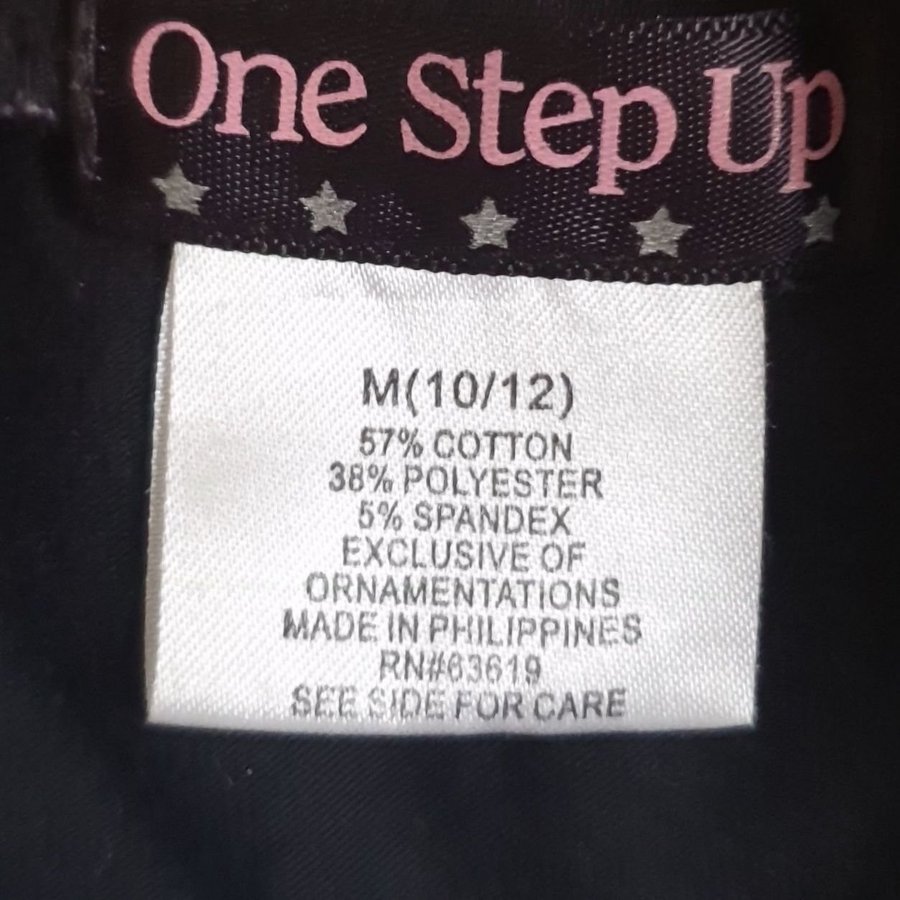 One Step Up
M(10/12)
57% COTTON
38% POLYESTER
5% SPANDEX
EXCLUSIVE OF
ORNAMENTATIONS
MADE IN PHILIPPINES
RN#63619
SEE SIDE FOR CARE